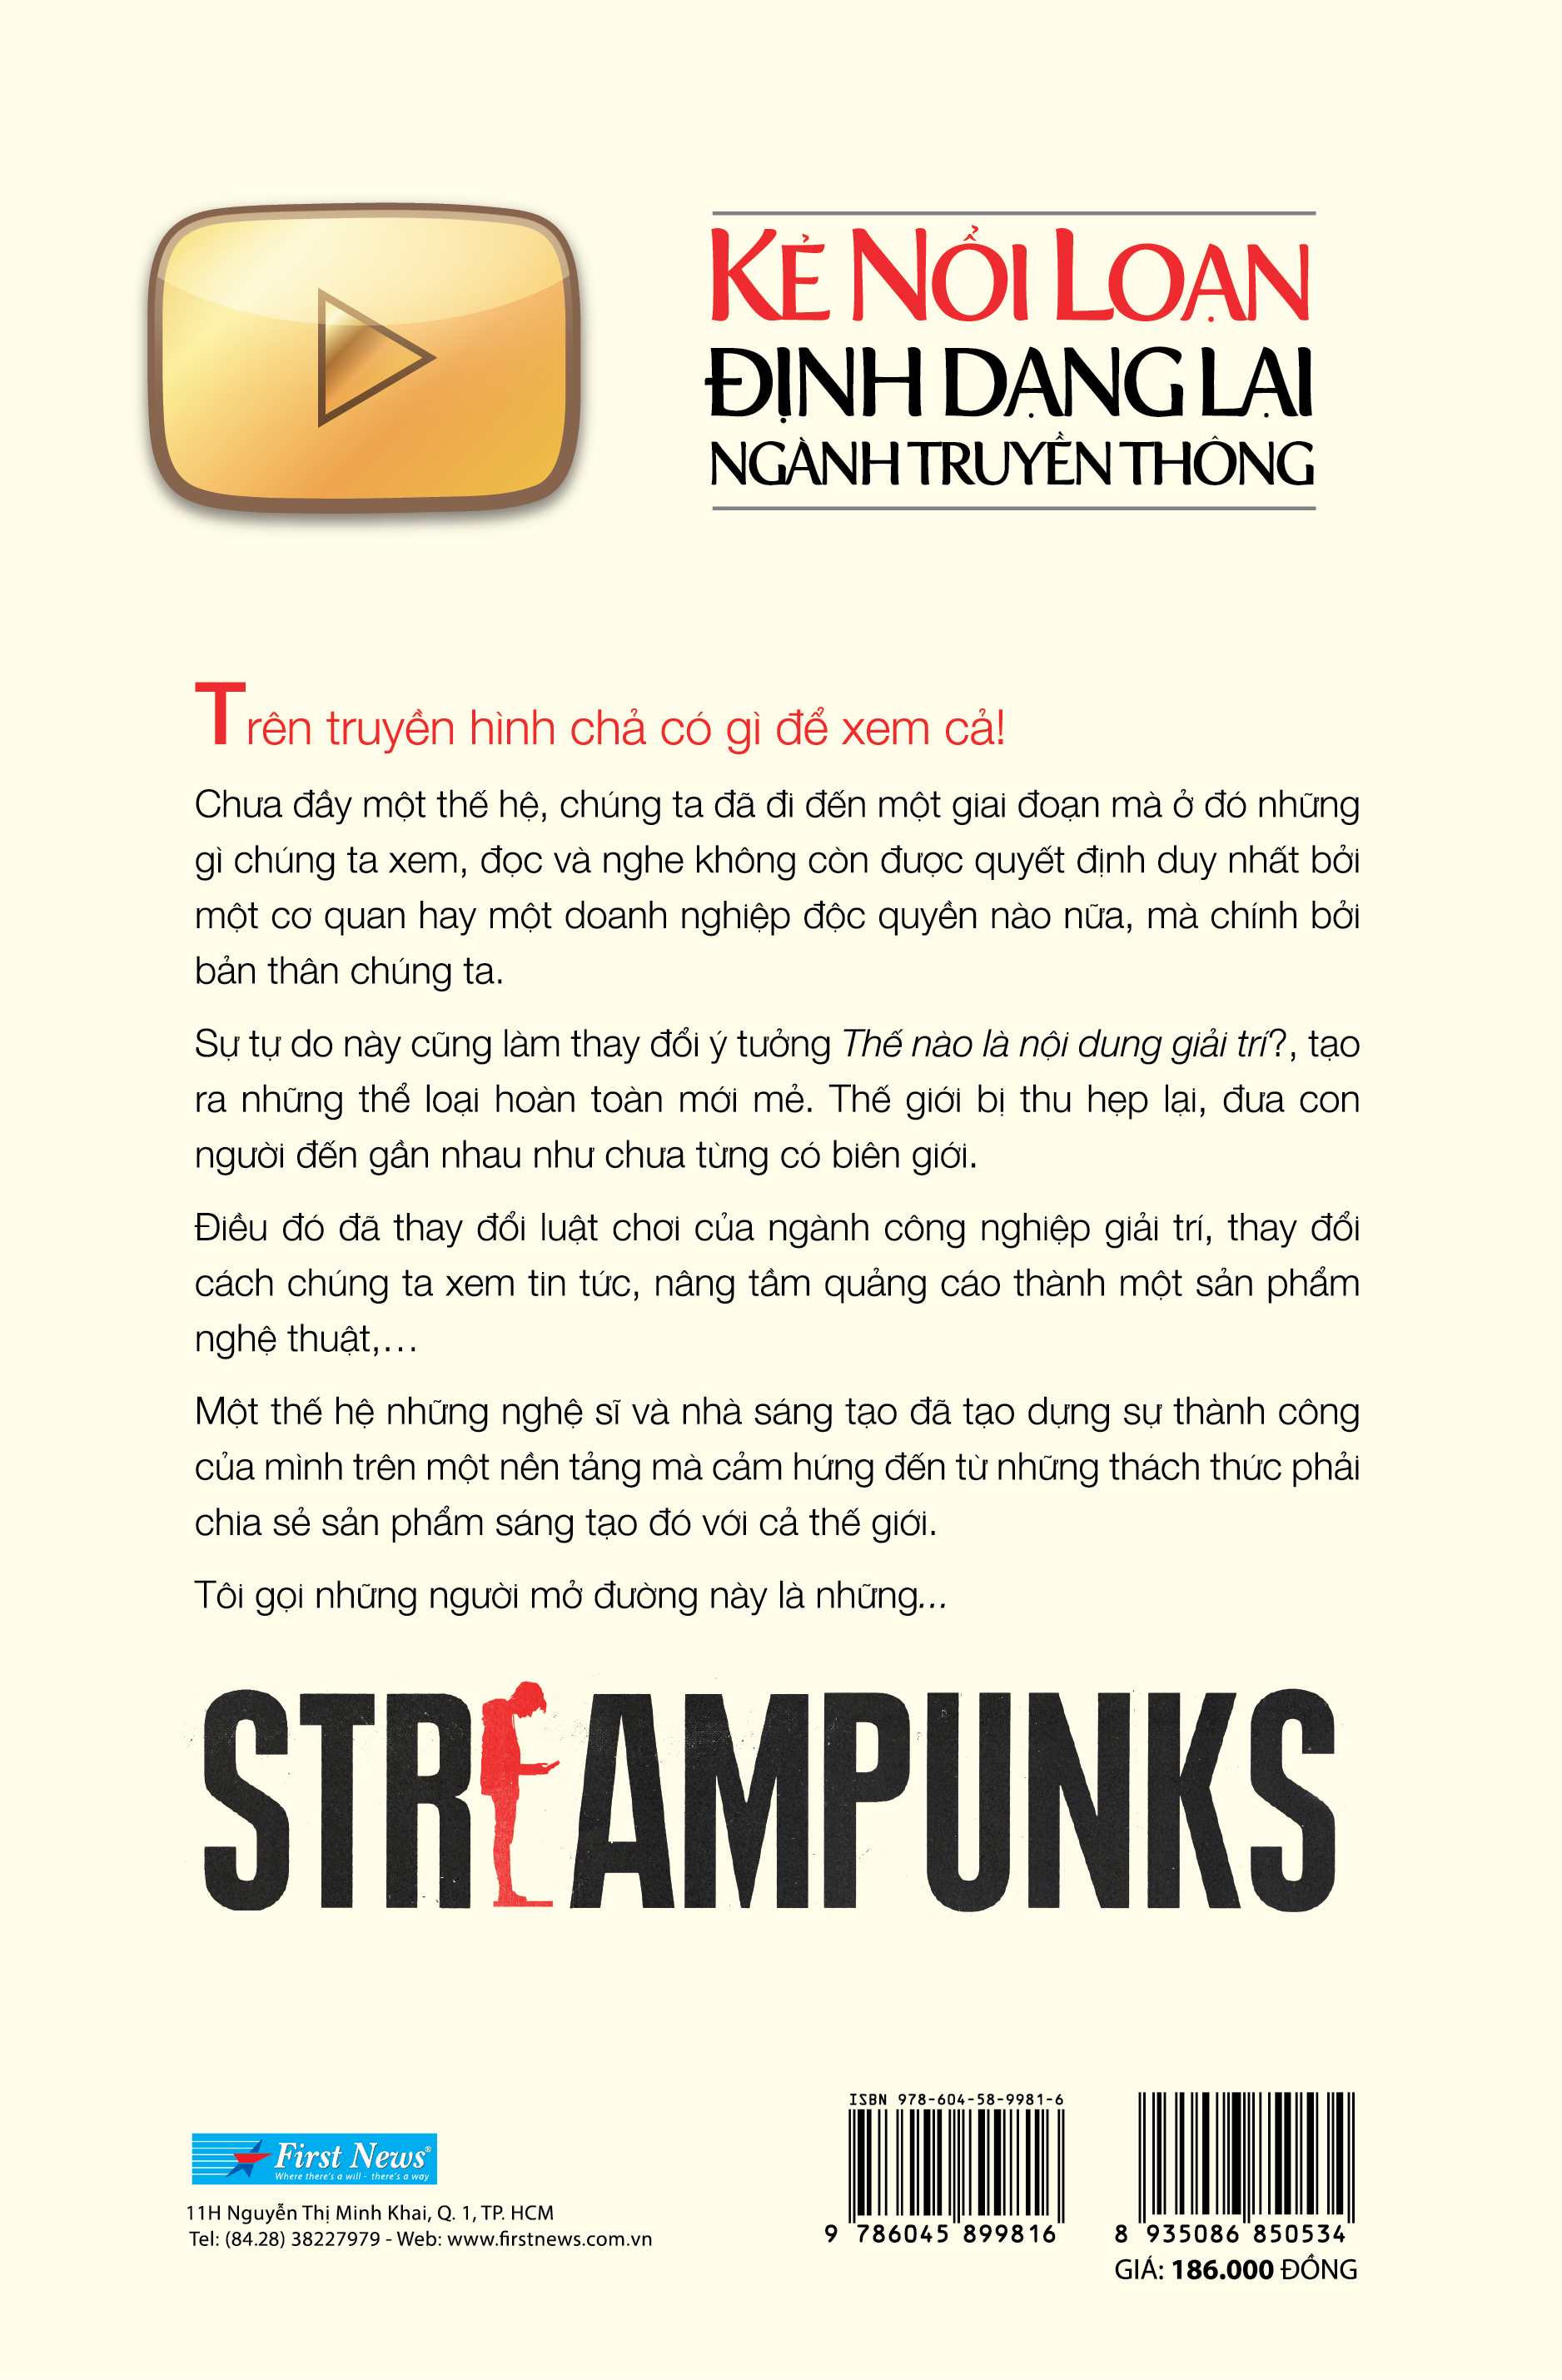 KẺ NỔI LOẠN
ĐỊNH DẠNG LẠI
NGÀNH TRUYỀN THÔNG
Trên truyền hình chả có gì để xem cả!
Chưa đầy một thế hệ, chúng ta đã đi đến một giai đoạn mà ở đó những
gì chúng ta xem, đọc và nghe không còn được quyết định duy nhất bởi
một cơ quan hay một doanh nghiệp độc quyền nào nữa, mà chính bởi
bản thân chúng ta.
Sự tự do này cũng làm thay đổi ý tưởng Thế nào là nội dung giải trí?, tạo
ra những thể loại hoàn toàn mới mẻ. Thế giới bị thu hẹp lại, đưa con
người đến gần nhau như chưa từng có biên giới.
Điều đó đã thay đổi luật chơi của ngành công nghiệp giải trí, thay đổi
cách chúng ta xem tin tức, nâng tầm quảng cáo thành một sản phẩm
nghệ thuật,…
Một thế hệ những nghệ sĩ và nhà sáng tạo đã tạo dựng sự thành công
của mình trên một nền tảng mà cảm hứng đến từ những thách thức phải
chia sẻ sản phẩm sáng tạo đó với cả thế giới.
Tôi gọi những người mở đường này là những...
STREAMPUNKS
First News®
Where there's a will - there's a way
11H Nguyễn Thị Minh Khai, Q. 1, TP. HCM
Tel: (84.28) 38227979 - Web: www.firstnews.com.vn
ISBN 978-604-58-9981-6
9 786045 899816
8 935086 850534
GIÁ: 186.000 ĐỒNG